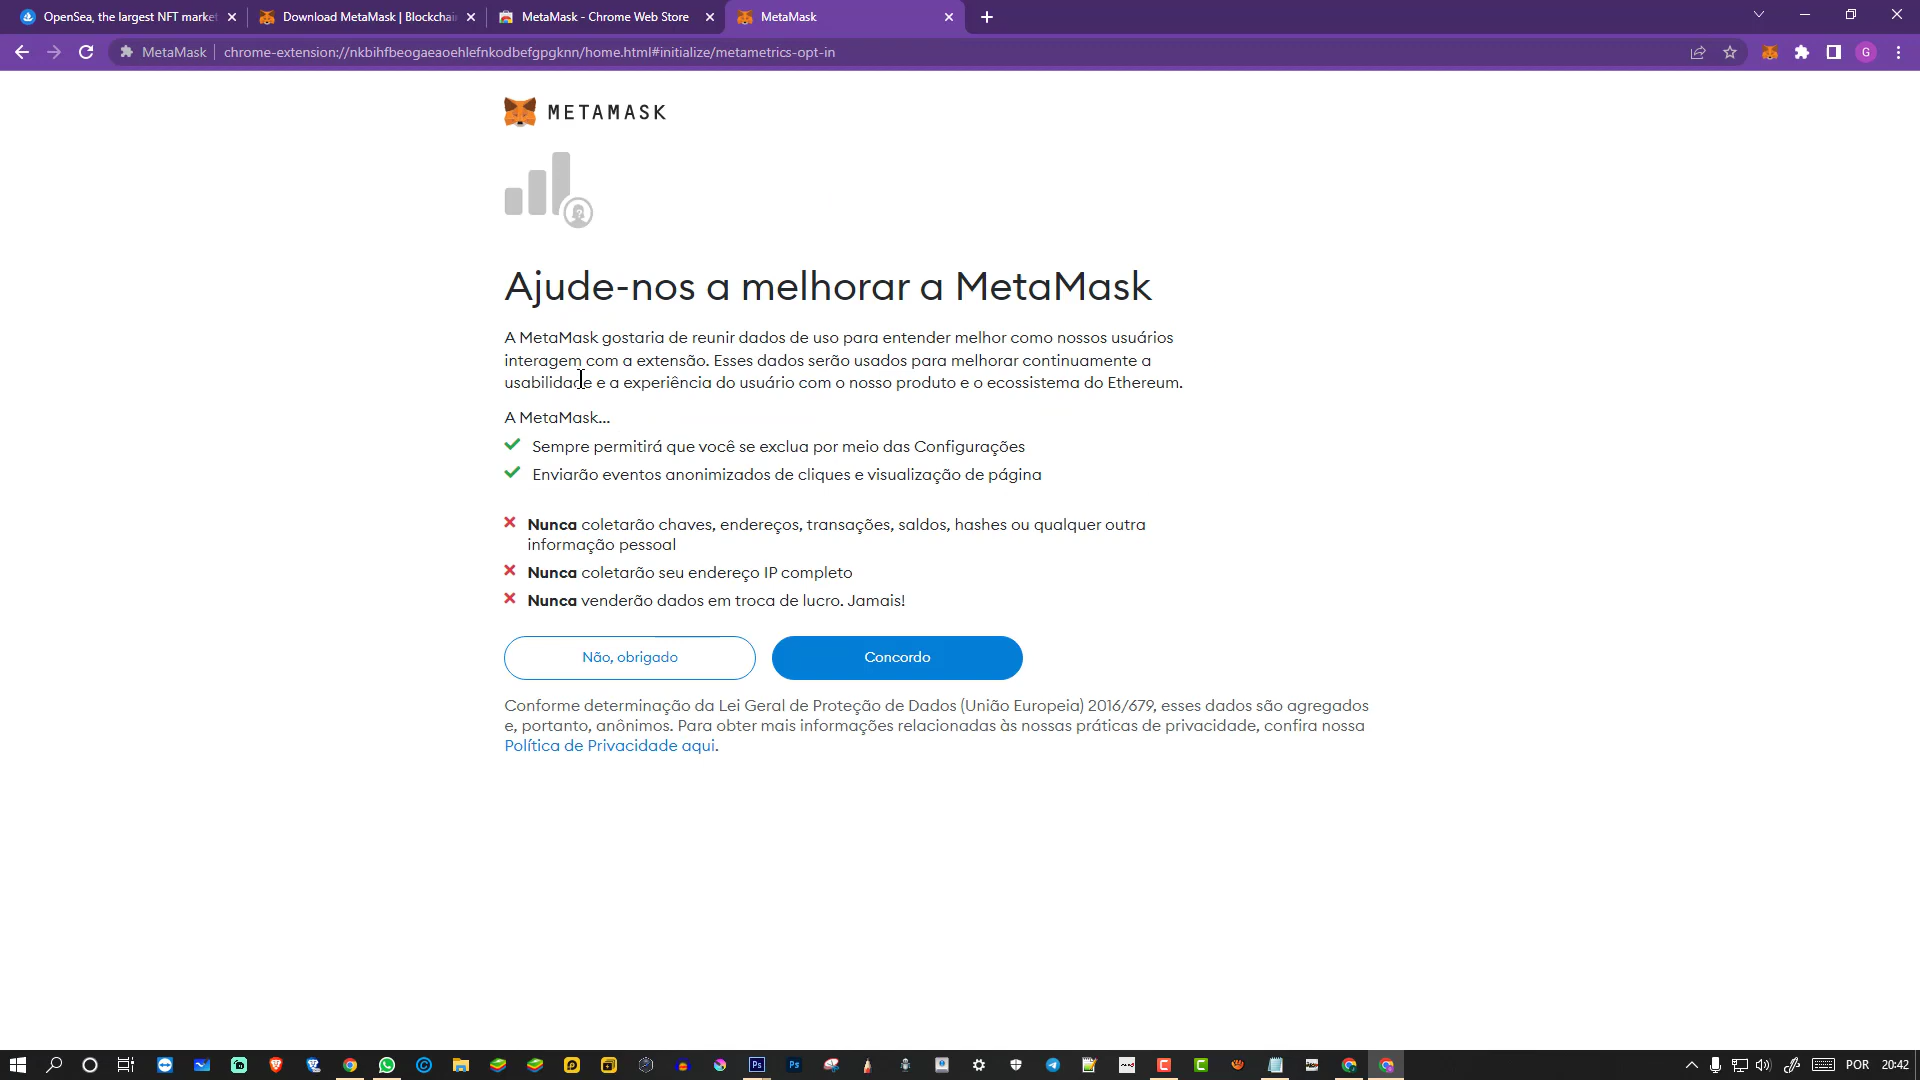 OpenSea, the largest NFT market
Download MetaMask | Blockchain
MetaMask - Chrome Web Store
MetaMask
MetaMask
chrome-extension://nkbihfbeogaeaoehlefnkodbefgpgknn/home.html#initialize/metametrics-opt-in
G
METAMASK
Ajude-nos a melhorar a MetaMask
A MetaMask gostaria de reunir dados de uso para entender melhor como nossos usuários
interagem com a extensão. Esses dados serão usados para melhorar continuamente a
usabilidade e a experiência do usuário com o nosso produto e o ecossistema do Ethereum.
A MetaMask...
Sempre permitirá que você se exclua por meio das Configurações
Enviarão eventos anonimizados de cliques e visualização de página
Nunca coletarão chaves, endereços, transações, saldos, hashes ou qualquer outra
informação pessoal
Nunca coletarão seu endereço IP completo
Nunca venderão dados em troca de lucro. Jamais!
Não, obrigado
Concordo
Conforme determinação da Lei Geral de Proteção de Dados (União Europeia) 2016/679, esses dados são agregados
e, portanto, anônimos. Para obter mais informações relacionadas às nossas práticas de privacidade, confira nossa
Política de Privacidade aqui.
Ps
Ps
POR
20:42